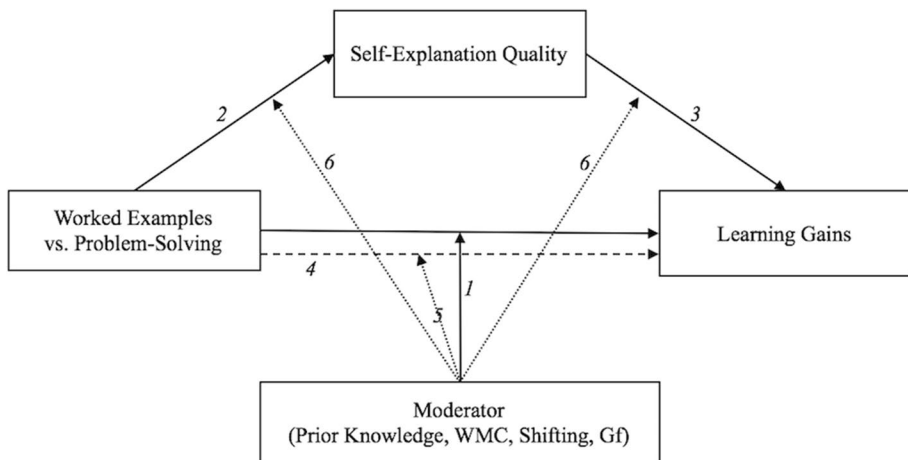 Self-Explanation Quality
2
3
6
6
Worked Examples
vs. Problem-Solving
Learning Gains
4
1
5
Moderator
(Prior Knowledge, WMC, Shifting, Gf)